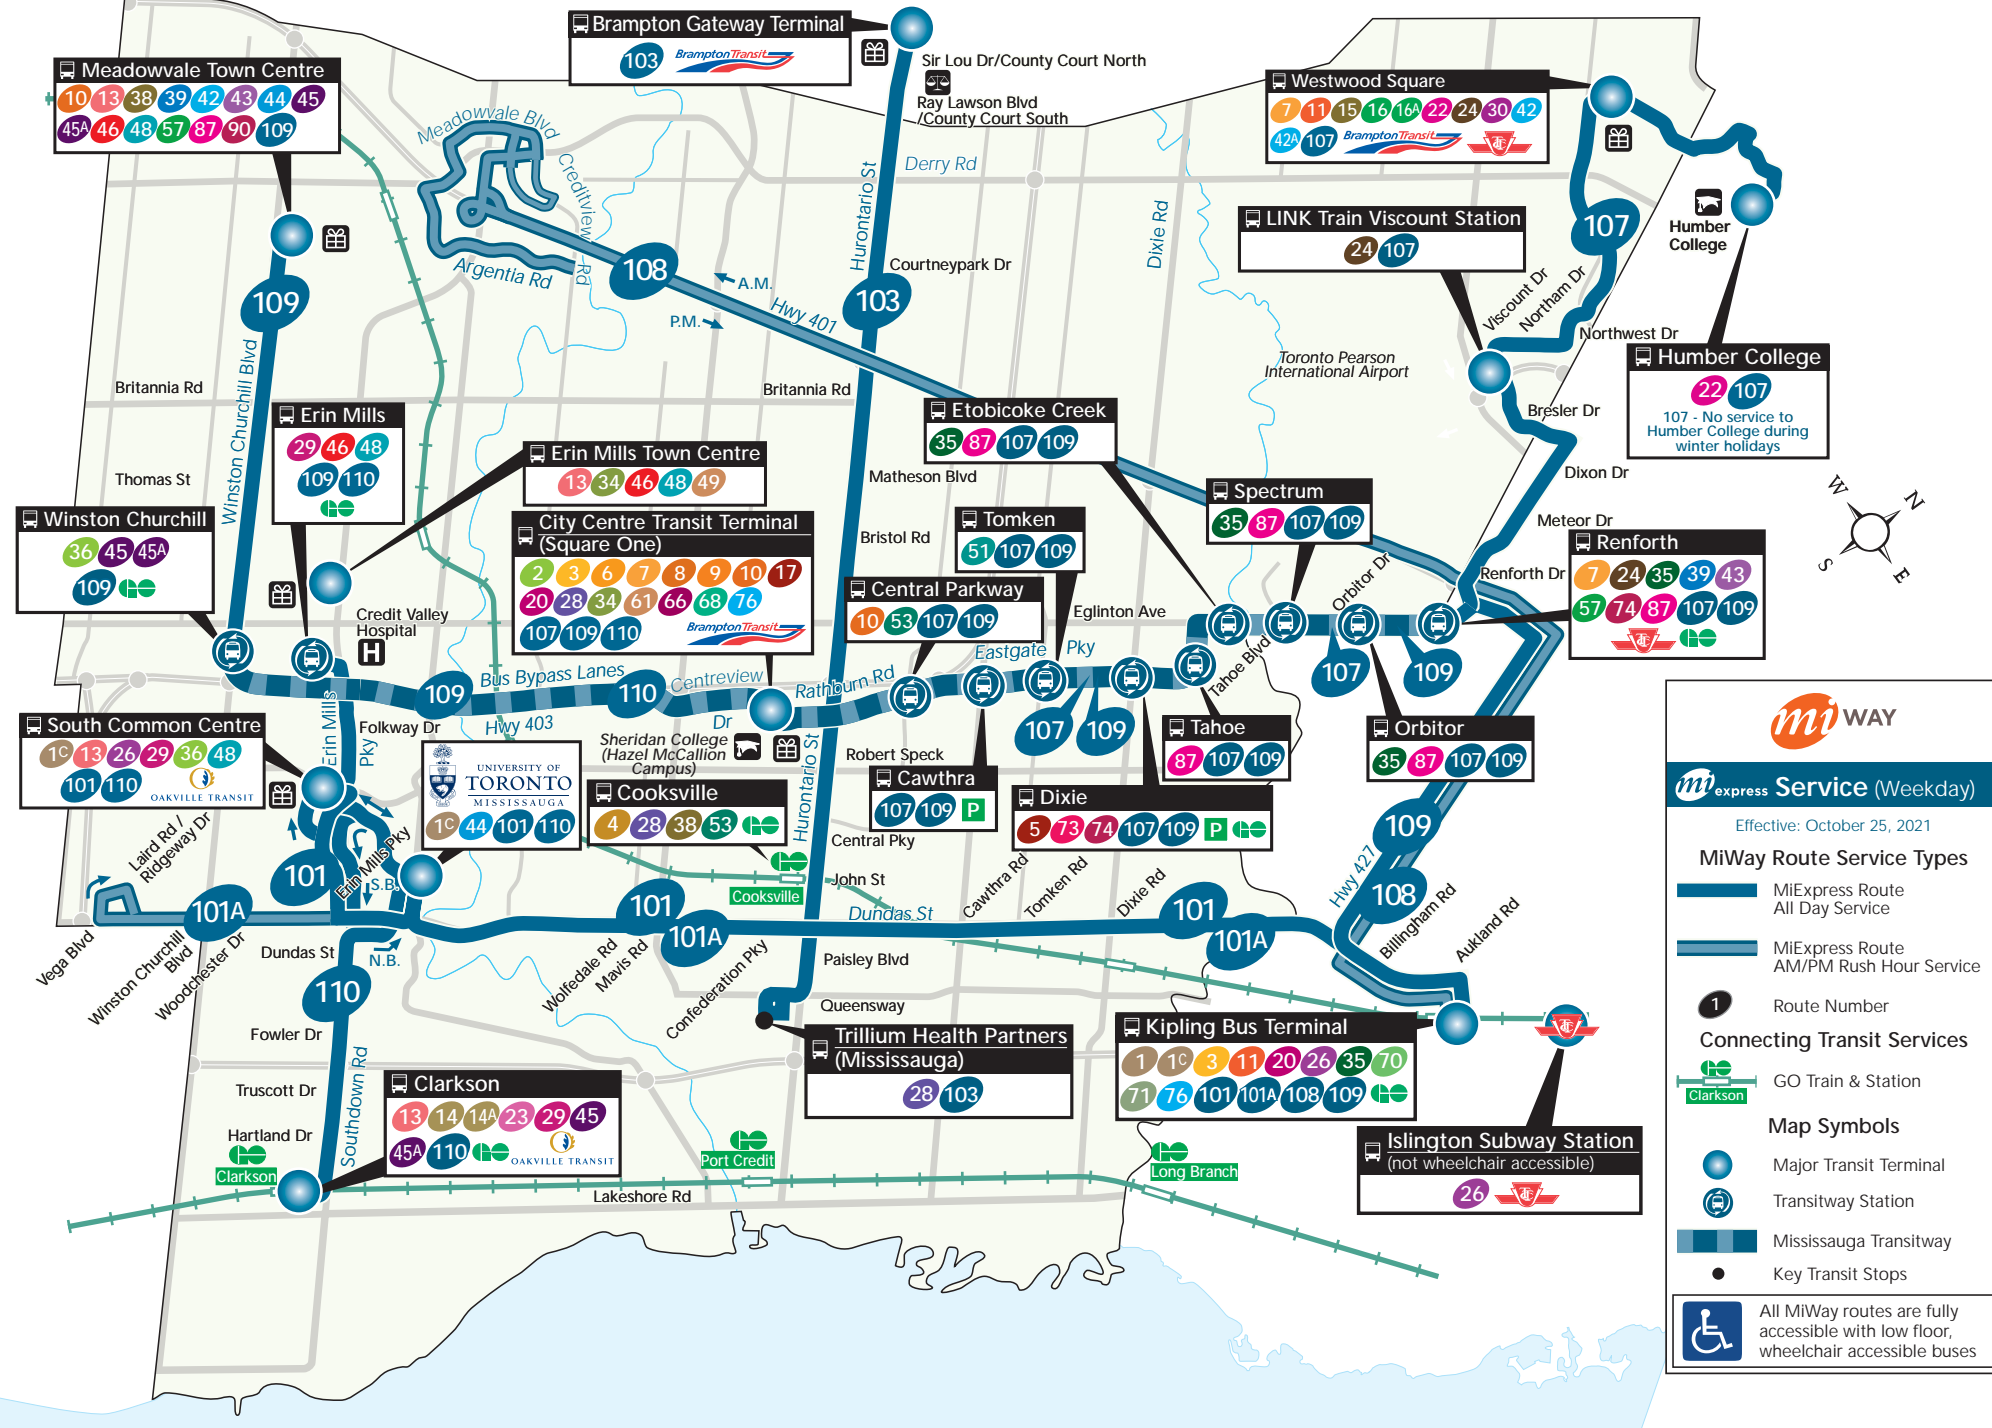 Brampton Gateway Terminal
103 Brampton Transit
Sir Lou Dr/County Court North
Ray Lawson Blvd
/County Court South
Meadowvale Town Centre
10 13 38 39 42 43 44 45
45A 46 48 57 87 90 109
Westwood Square
7 11 15 16 16A 22 24 30 42
42A 107 Brampton Transit TTC
Meadowvale Blvd
Creditview Rd
Argentia Rd
Derry Rd
Hurontario St
Dixie Rd
LINK Train Viscount Station
24 107
107
Humber
College
108
A.M.
P.M.
Hwy 401
Courtneypark Dr
103
109
Viscount Dr
Northam Dr
Northwest Dr
Toronto Pearson
International Airport
Humber College
22 107
107 - No service to
Humber College during
winter holidays
Bresler Dr
Dixon Dr
Meteor Dr
Renforth Dr
W N
S E
Britannia Rd
Britannia Rd
Winston Churchill Blvd
Thomas St
Erin Mills
29 46 48
109 110
GO
Erin Mills Town Centre
13 34 46 48 49
Etobicoke Creek
35 87 107 109
Matheson Blvd
Bristol Rd
Spectrum
35 87 107 109
Tomken
51 107 109
Winston Churchill
36 45 45A
109 GO
City Centre Transit Terminal
(Square One)
2 3 6 7 8 9 10 17
20 28 34 61 66 68 76
107 109 110 Brampton Transit
Central Parkway
10 53 107 109
Eglinton Ave
Orbitor Dr
Renforth
7 24 35 39 43
57 74 87 107 109
TTC GO
Credit Valley
Hospital
H
Eastgate Pky
Tahoe Blvd
Bus Bypass Lanes
Centreview
Dr
Rathburn Rd
109
110
Hwy 403
107 109
107
109
South Common Centre
1C 13 26 29 36 48
101 110 OAKVILLE TRANSIT
Erin Mills
Pky
Folkway Dr
UNIVERSITY OF
TORONTO
MISSISSAUGA
1C 44 101 110
Sheridan College
(Hazel McCallion
Campus)
Robert Speck
Hurontario St
Cooksville
4 28 38 53 GO
Cawthra
107 109 P
Tahoe
87 107 109
Orbitor
35 87 107 109
Dixie
5 73 74 107 109 P GO
Central Pky
John St
Cooksville
Laird Rd /
Ridgeway Dr
101
Erin Mills Pky
S.B.
N.B.
101A
Vega Blvd
Winston Churchill
Blvd
Woodchester Dr
Dundas St
110
Fowler Dr
Truscott Dr
Hartland Dr
Southdown Rd
101
101A
Dundas St
Cawthra Rd
Tomken Rd
Dixie Rd
101
101A
Hwy 427
109
108
Billingham Rd
Aukland Rd
Wolfedale Rd
Mavis Rd
Confederation Pky
Paisley Blvd
Queensway
Trillium Health Partners
(Mississauga)
28 103
Kipling Bus Terminal
1 1C 3 11 20 26 35 70
71 76 101 101A 108 109 GO
TTC
Islington Subway Station
(not wheelchair accessible)
26 TTC
Clarkson
13 14 14A 23 29 45
45A 110 GO OAKVILLE TRANSIT
Clarkson
Port Credit
Long Branch
Lakeshore Rd
mi WAY
mi express Service (Weekday)
Effective: October 25, 2021
MiWay Route Service Types
MiExpress Route
All Day Service
MiExpress Route
AM/PM Rush Hour Service
1 Route Number
Connecting Transit Services
GO Train & Station
Clarkson
Map Symbols
Major Transit Terminal
Transitway Station
Mississauga Transitway
Key Transit Stops
All MiWay routes are fully
accessible with low floor,
wheelchair accessible buses